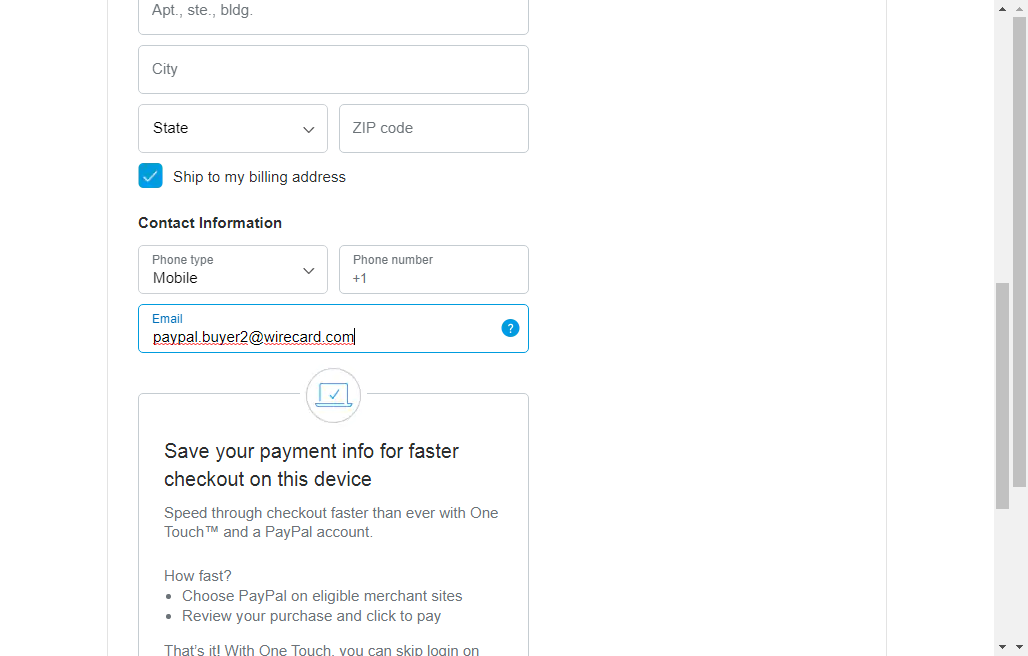 Apt., ste., bldg.
City
State
ZIP code
Ship to my billing address
Contact Information
Phone type
Mobile
Phone number
+1
Email
paypal.buyer2@wirecard.com
?
Save your payment info for faster
checkout on this device
Speed through checkout faster than ever with One
Touch™ and a PayPal account.
How fast?
• Choose PayPal on eligible merchant sites
• Review your purchase and click to pay
That's it! With One Touch, you can skip login on